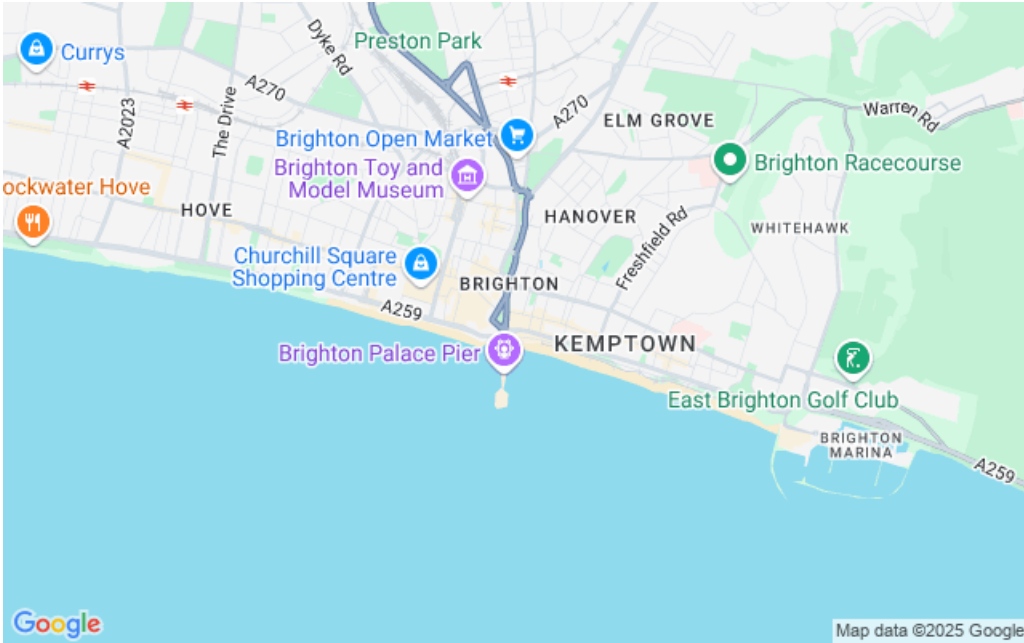 Preston Park
Dyke Rd
Currys
A270
The Drive
A2023
A270
Warren Rd
ELM GROVE
Brighton Open Market
Brighton Racecourse
Brighton Toy and
Model Museum
ockwater Hove
HOVE
HANOVER
Freshfield Rd
WHITEHAWK
Churchill Square
Shopping Centre
BRIGHTON
A259
Brighton Palace Pier
KEMPTOWN
East Brighton Golf Club
BRIGHTON
MARINA
A259
Google
Map data ©2025 Google